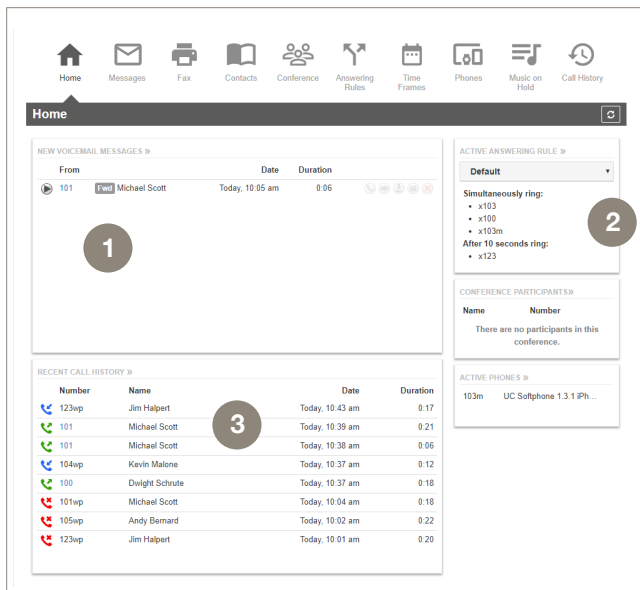 Home Messages Fax Contacts Conference Answering Rules Time Frames Phones Music on Hold Call History
Home
NEW VOICEMAIL MESSAGES »
From Date Duration
101 Fwd Michael Scott Today, 10:05 am 0:06
1
ACTIVE ANSWERING RULE »
Default
Simultaneously ring:
• x103
• x100
• x103m
After 10 seconds ring:
• x123
2
CONFERENCE PARTICIPANTS»
Name Number
There are no participants in this
conference.
ACTIVE PHONES »
103m UC Softphone 1.3.1 iPh...
RECENT CALL HISTORY »
Number Name Date Duration
123wp Jim Halpert Today, 10:43 am 0:17
101 Michael Scott Today, 10:39 am 0:21
101 Michael Scott Today, 10:38 am 0:06
104wp Kevin Malone Today, 10:37 am 0:12
100 Dwight Schrute Today, 10:37 am 0:18
101wp Michael Scott Today, 10:04 am 0:18
105wp Andy Bernard Today, 10:02 am 0:22
123wp Jim Halpert Today, 10:01 am 0:20
3